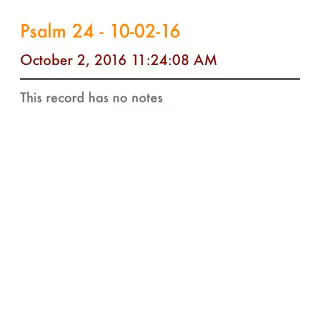 Psalm 24 - 10-02-16
October 2, 2016 11:24:08 AM
This record has no notes